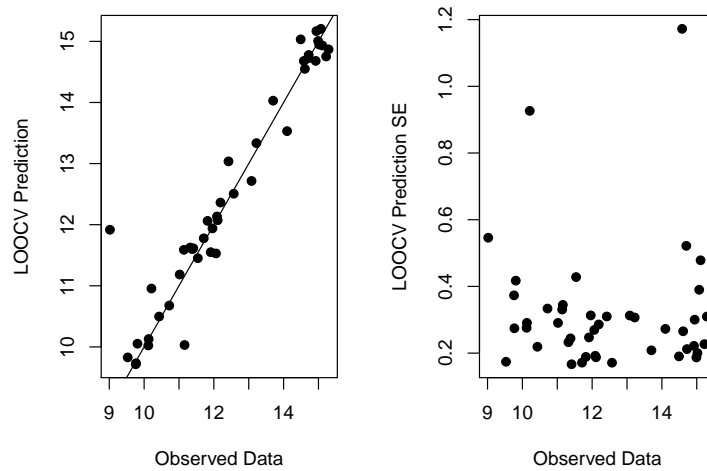 LOOCV Prediction
15
14
13
12
11
10
9 10 12 14
Observed Data
LOOCV Prediction SE
1.2
1.0
0.8
0.6
0.4
0.2
9 10 12 14
Observed Data